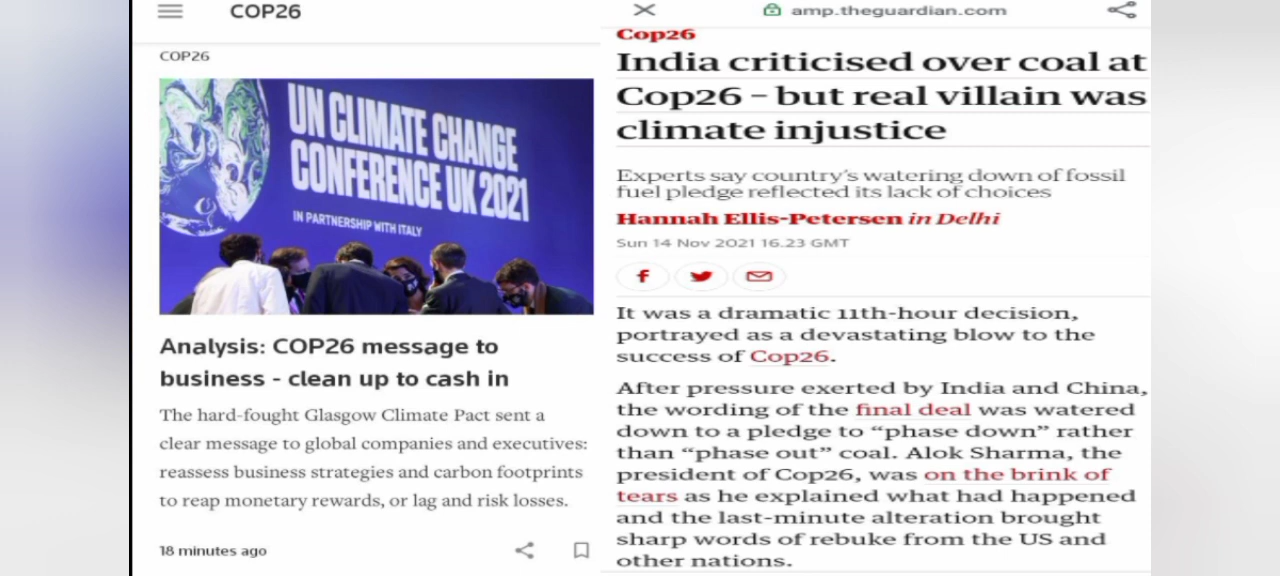 COP26
COP26
UN CLIMATE CHANGE
CONFERENCE UK 2021
IN PARTNERSHIP WITH ITALY
Analysis: COP26 message to
business - clean up to cash in
The hard-fought Glasgow Climate Pact sent a
clear message to global companies and executives:
reassess business strategies and carbon footprints
to reap monetary rewards, or lag and risk losses.
18 minutes ago
amp.theguardian.com
Cop26
India criticised over coal at
Cop26 – but real villain was
climate injustice
Experts say country's watering down of fossil
fuel pledge reflected its lack of choices
Hannah Ellis-Petersen in Delhi
Sun 14 Nov 2021 16.23 GMT
It was a dramatic 11th-hour decision,
portrayed as a devastating blow to the
success of Cop26.
After pressure exerted by India and China,
the wording of the final deal was watered
down to a pledge to “phase down” rather
than “phase out” coal. Alok Sharma, the
president of Cop26, was on the brink of
tears as he explained what had happened
and the last-minute alteration brought
sharp words of rebuke from the US and
other nations.